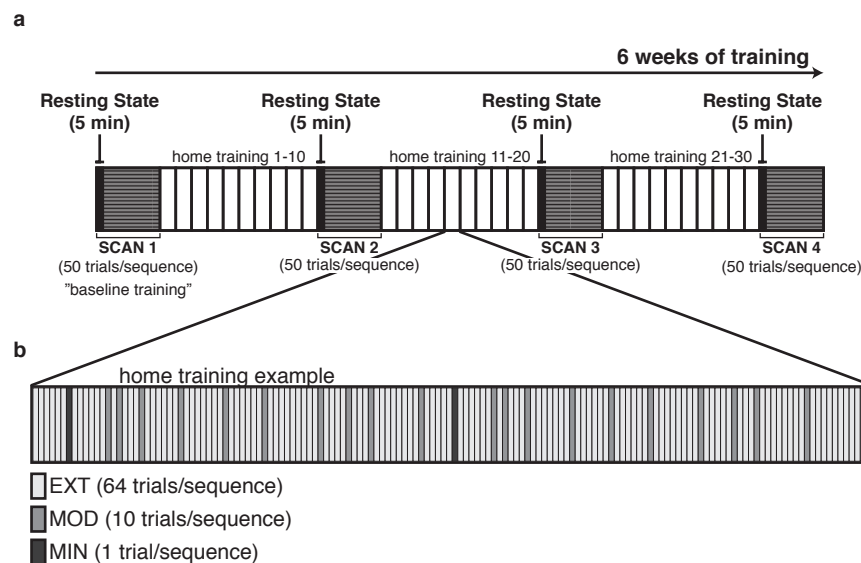 a
6 weeks of training
Resting State Resting State Resting State Resting State
(5 min) (5 min) (5 min) (5 min)
home training 1-10 home training 11-20 home training 21-30
SCAN 1 SCAN 2 SCAN 3 SCAN 4
(50 trials/sequence) (50 trials/sequence) (50 trials/sequence) (50 trials/sequence)
”baseline training”
b
home training example
EXT (64 trials/sequence)
MOD (10 trials/sequence)
MIN (1 trial/sequence)